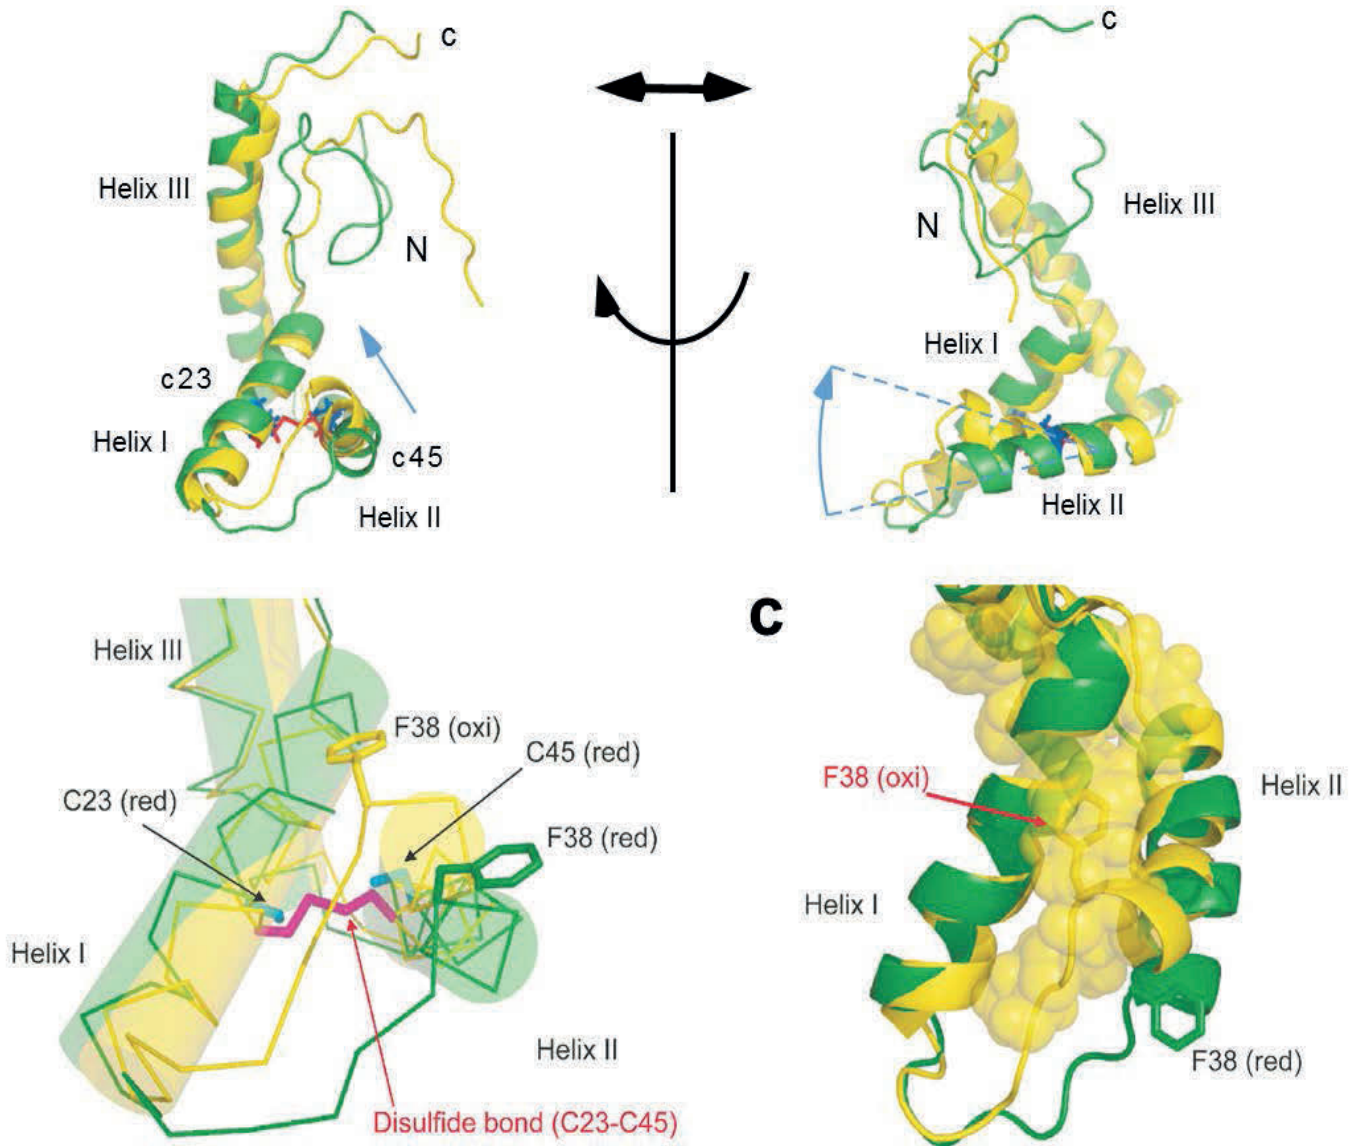 c
Helix III
N
c23
Helix I
c45
Helix II
c
Helix III
N
Helix I
Helix II
Helix III
F38 (oxi)
C45 (red)
C23 (red)
F38 (red)
Helix I
Helix II
Disulfide bond (C23-C45)
c
F38 (oxi)
Helix II
Helix I
F38 (red)